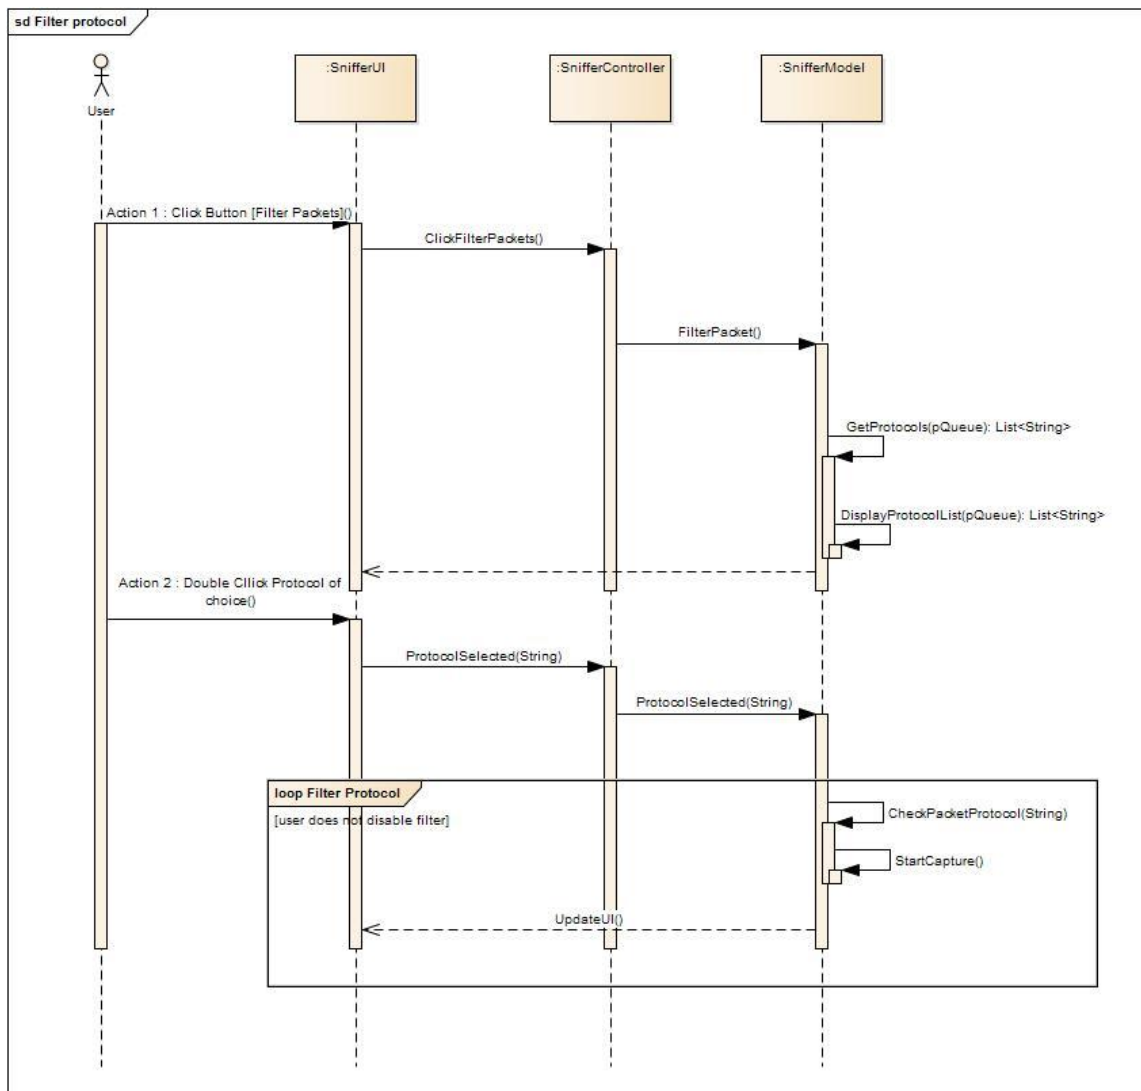 sd Filter protocol
User
:SnifferUI
:SnifferController
:SnifferModel
Action 1 : Click Button [Filter Packets]()
ClickFilterPackets()
FilterPacket()
GetProtocols(pQueue): List<String>
DisplayProtocolList(pQueue): List<String>
Action 2 : Double Cllick Protocol of
choice()
ProtocolSelected(String)
ProtocolSelected(String)
loop Filter Protocol
[user does not disable filter]
CheckPacketProtocol(String)
StartCapture()
UpdateUI()